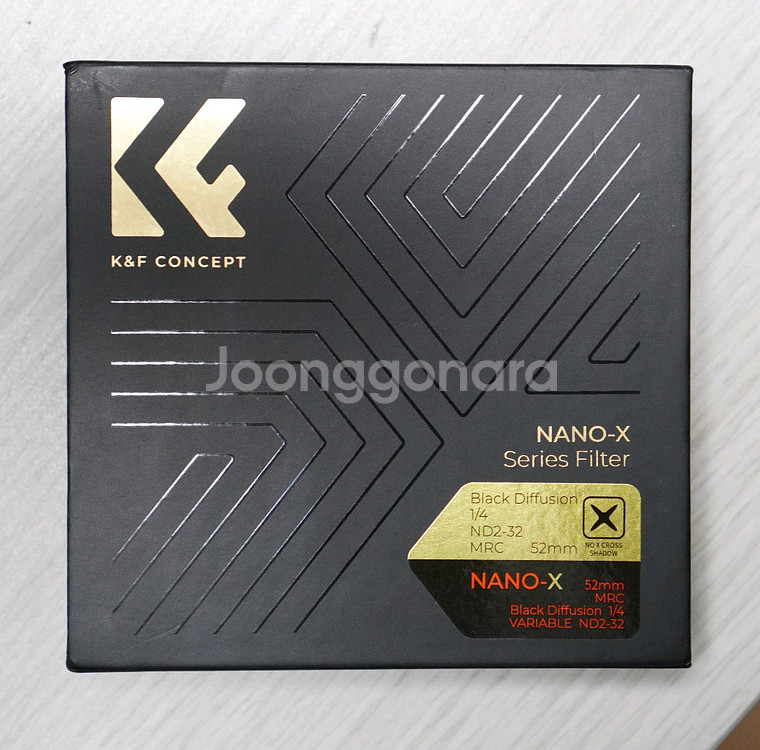 K&F CONCEPT
Joonggonara
NANO-X
Series Filter
Black Diffusion
1/4
ND2-32
MRC 52mm
NO X CROSS
SHADOW
NANO-X 52mm
MRC
Black Diffusion 1/4
VARIABLE ND2-32